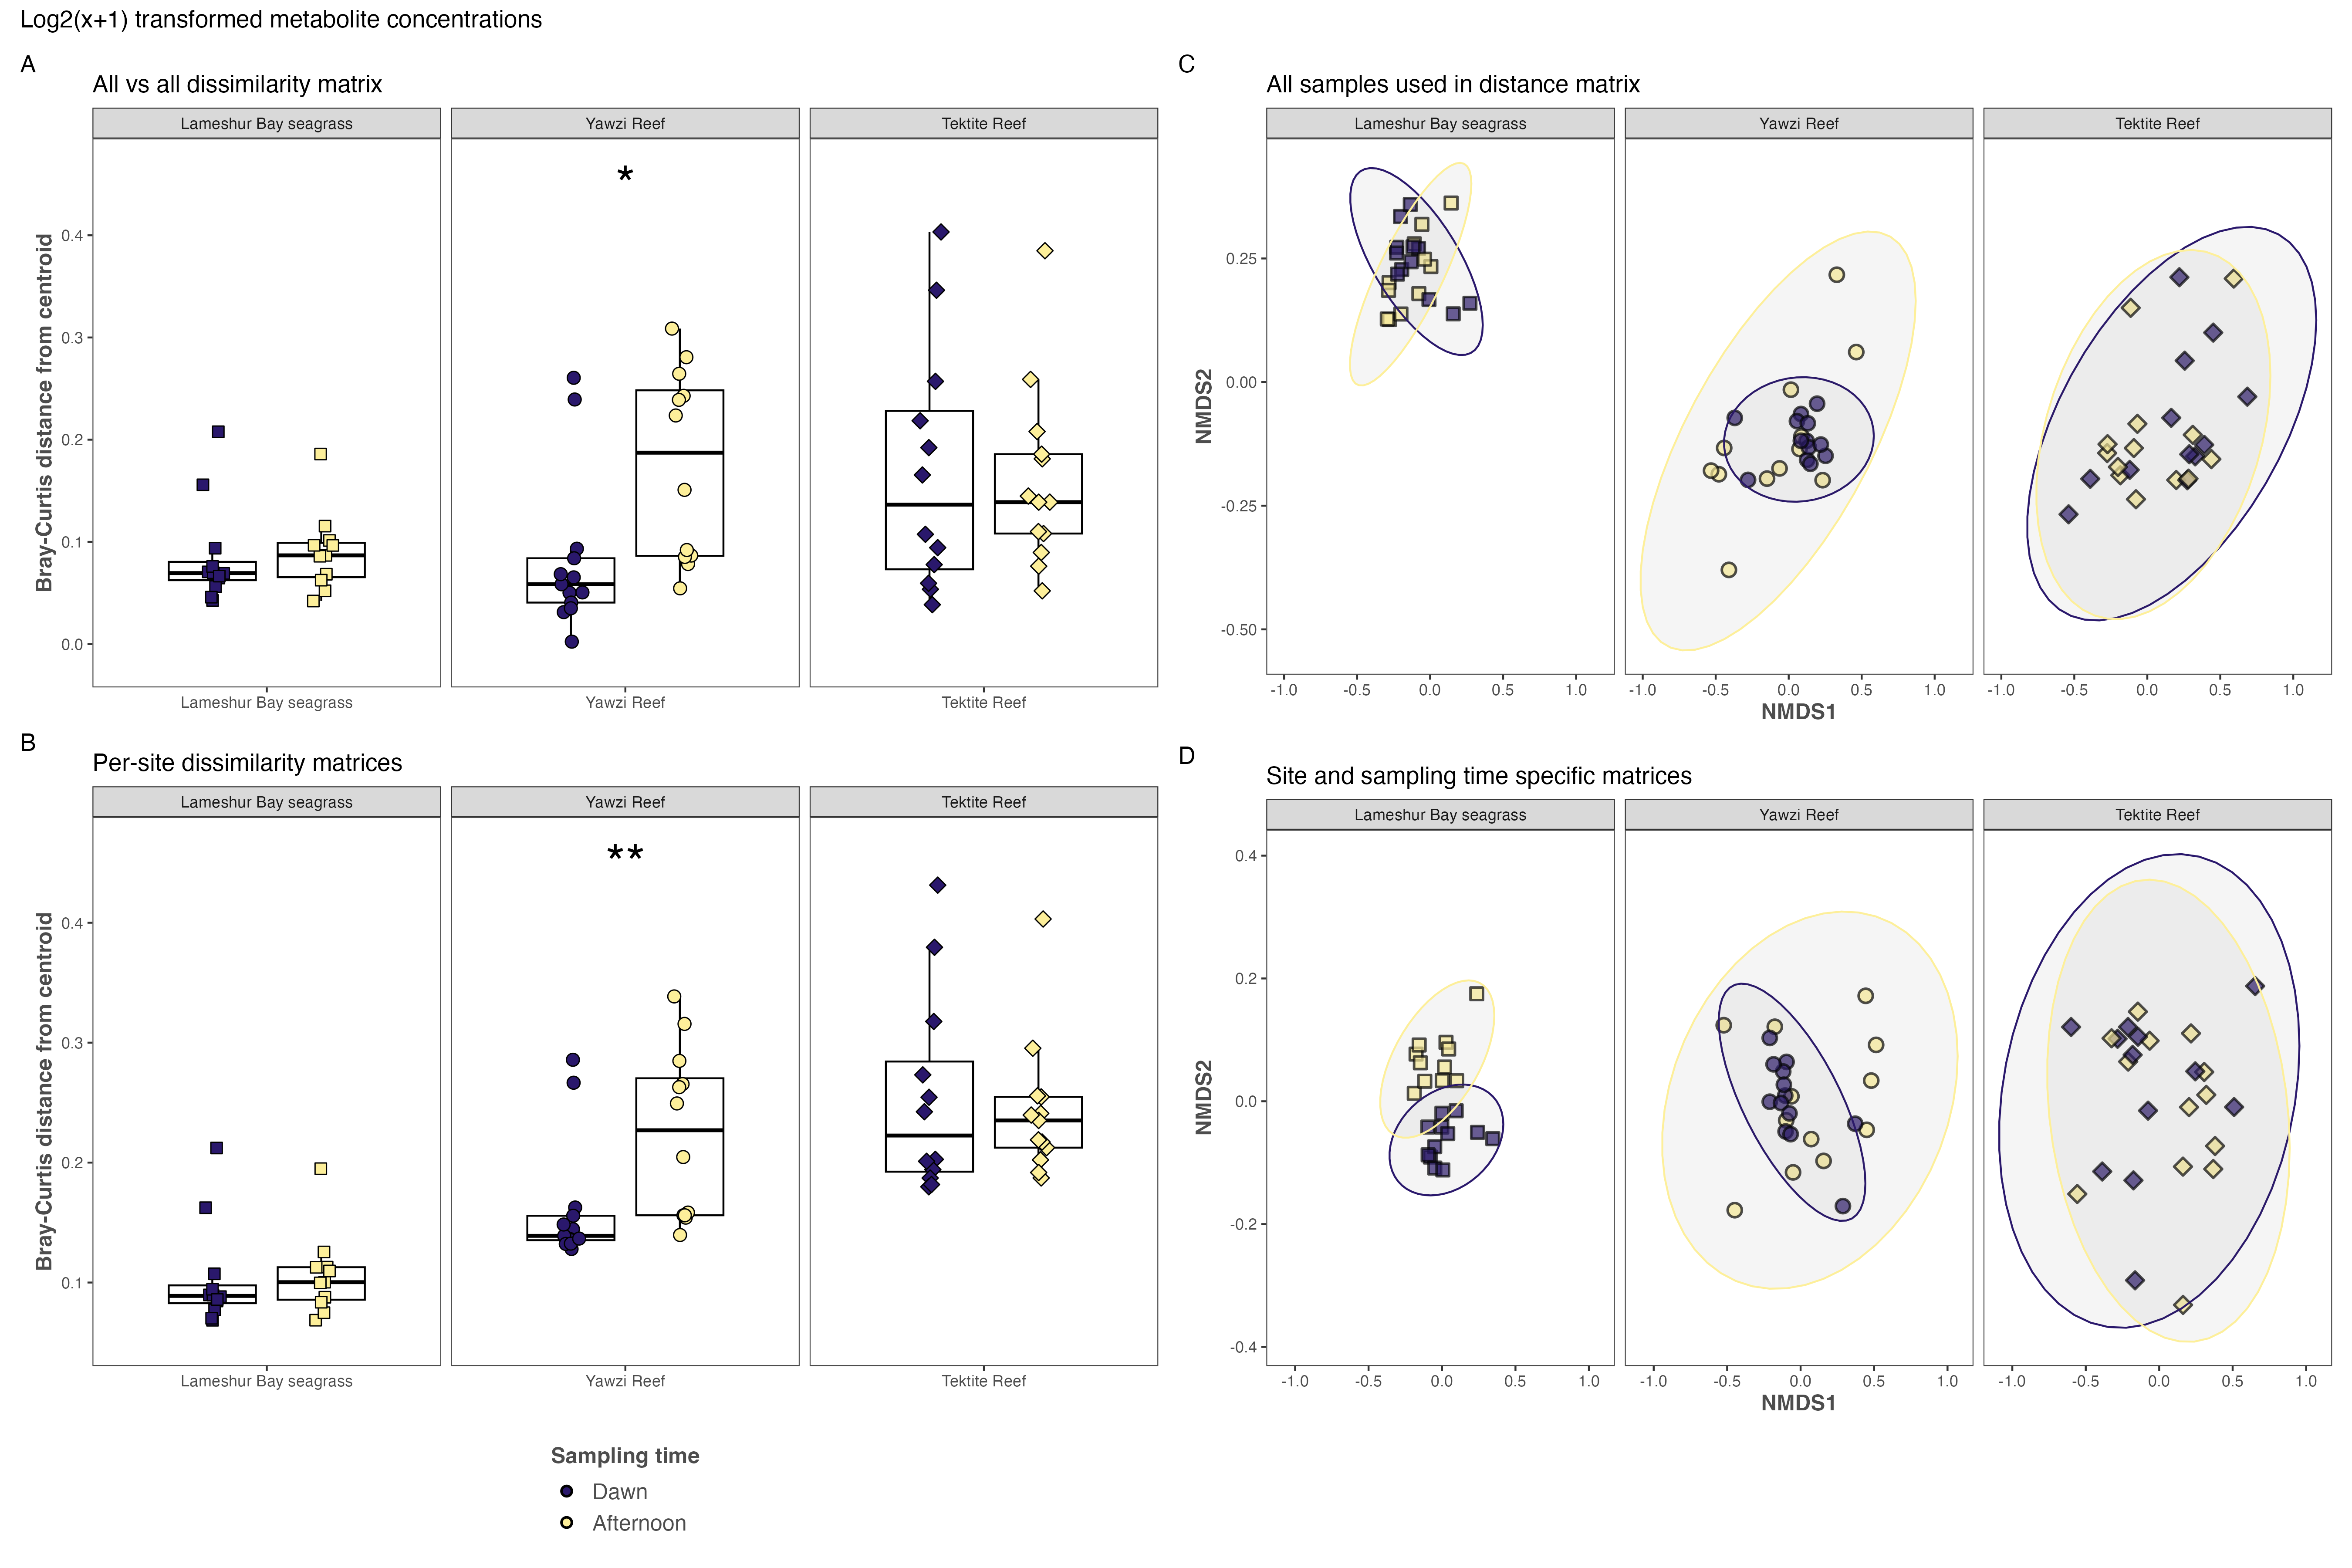 Log2(x+1) transformed metabolite concentrations
A
All vs all dissimilarity matrix
Lameshur Bay seagrass
Yawzi Reef
Tektite Reef
*
Bray-Curtis distance from centroid
0.4
0.3
0.2
0.1
0.0
Lameshur Bay seagrass
Yawzi Reef
Tektite Reef
B
Per-site dissimilarity matrices
Lameshur Bay seagrass
Yawzi Reef
Tektite Reef
**
Bray-Curtis distance from centroid
0.4
0.3
0.2
0.1
Lameshur Bay seagrass
Yawzi Reef
Tektite Reef
Sampling time
Dawn
Afternoon
C
All samples used in distance matrix
Lameshur Bay seagrass
Yawzi Reef
Tektite Reef
NMDS2
0.25
0.00
-0.25
-0.50
-1.0 -0.5 0.0 0.5 1.0
-1.0 -0.5 0.0 0.5 1.0
-1.0 -0.5 0.0 0.5 1.0
NMDS1
D
Site and sampling time specific matrices
Lameshur Bay seagrass
Yawzi Reef
Tektite Reef
NMDS2
0.4
0.2
0.0
-0.2
-0.4
-1.0 -0.5 0.0 0.5 1.0
-1.0 -0.5 0.0 0.5 1.0
-1.0 -0.5 0.0 0.5 1.0
NMDS1